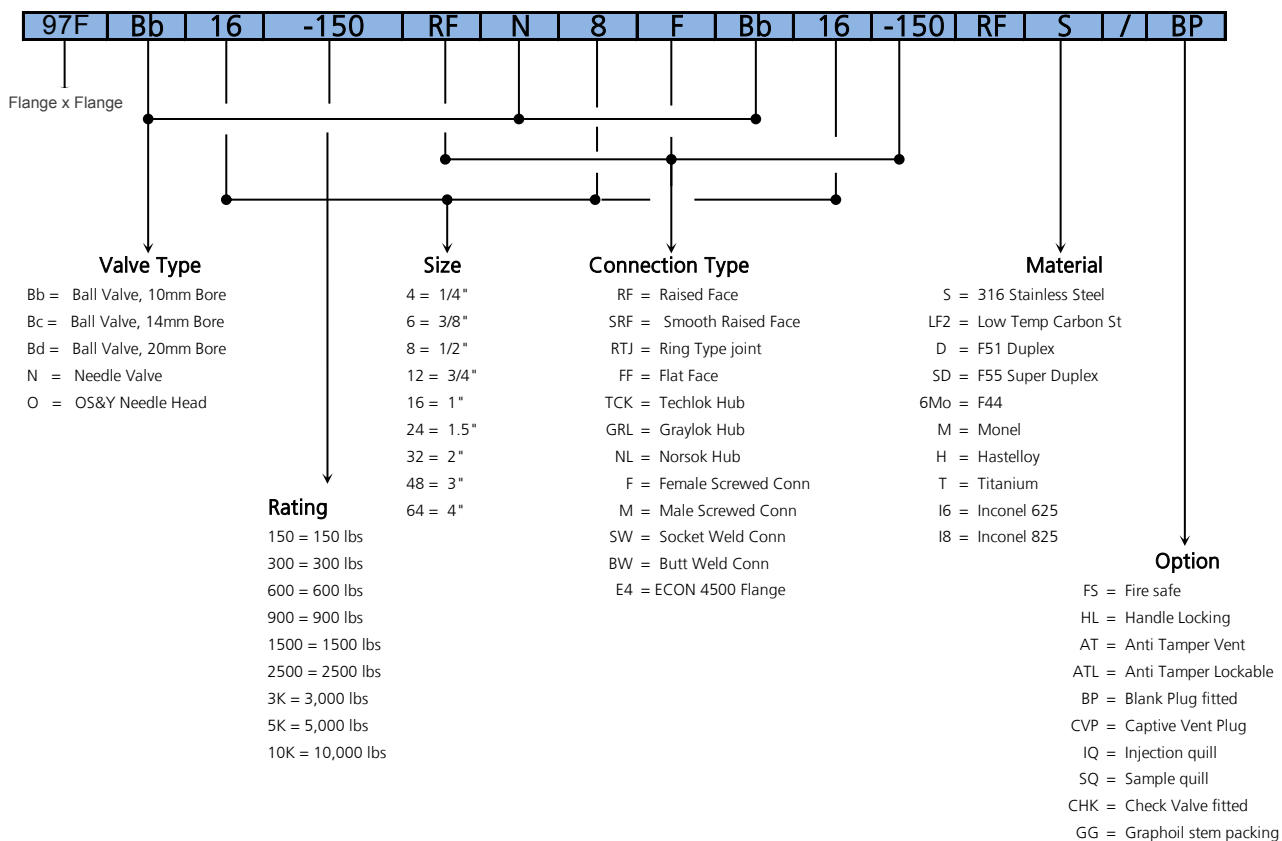 97F Bb 16 -150 RF N 8 F Bb 16 -150 RF S / BP
Flange x Flange
Valve Type
Bb = Ball Valve, 10mm Bore
Bc = Ball Valve, 14mm Bore
Bd = Ball Valve, 20mm Bore
N = Needle Valve
O = OS&Y Needle Head
Rating
150 = 150 lbs
300 = 300 lbs
600 = 600 lbs
900 = 900 lbs
1500 = 1500 lbs
2500 = 2500 lbs
3K = 3,000 lbs
5K = 5,000 lbs
10K = 10,000 lbs
Size
4 = 1/4"
6 = 3/8"
8 = 1/2"
12 = 3/4"
16 = 1"
24 = 1.5"
32 = 2"
48 = 3"
64 = 4"
Connection Type
RF = Raised Face
SRF = Smooth Raised Face
RTJ = Ring Type joint
FF = Flat Face
TCK = Techlok Hub
GRL = Graylok Hub
NL = Norsok Hub
F = Female Screwed Conn
M = Male Screwed Conn
SW = Socket Weld Conn
BW = Butt Weld Conn
E4 = ECON 4500 Flange
Material
S = 316 Stainless Steel
LF2 = Low Temp Carbon St
D = F51 Duplex
SD = F55 Super Duplex
6Mo = F44
M = Monel
H = Hastelloy
T = Titanium
I6 = Inconel 625
I8 = Inconel 825
Option
FS = Fire safe
HL = Handle Locking
AT = Anti Tamper Vent
ATL = Anti Tamper Lockable
BP = Blank Plug fitted
CVP = Captive Vent Plug
IQ = Injection quill
SQ = Sample quill
CHK = Check Valve fitted
GG = Graphoil stem packing